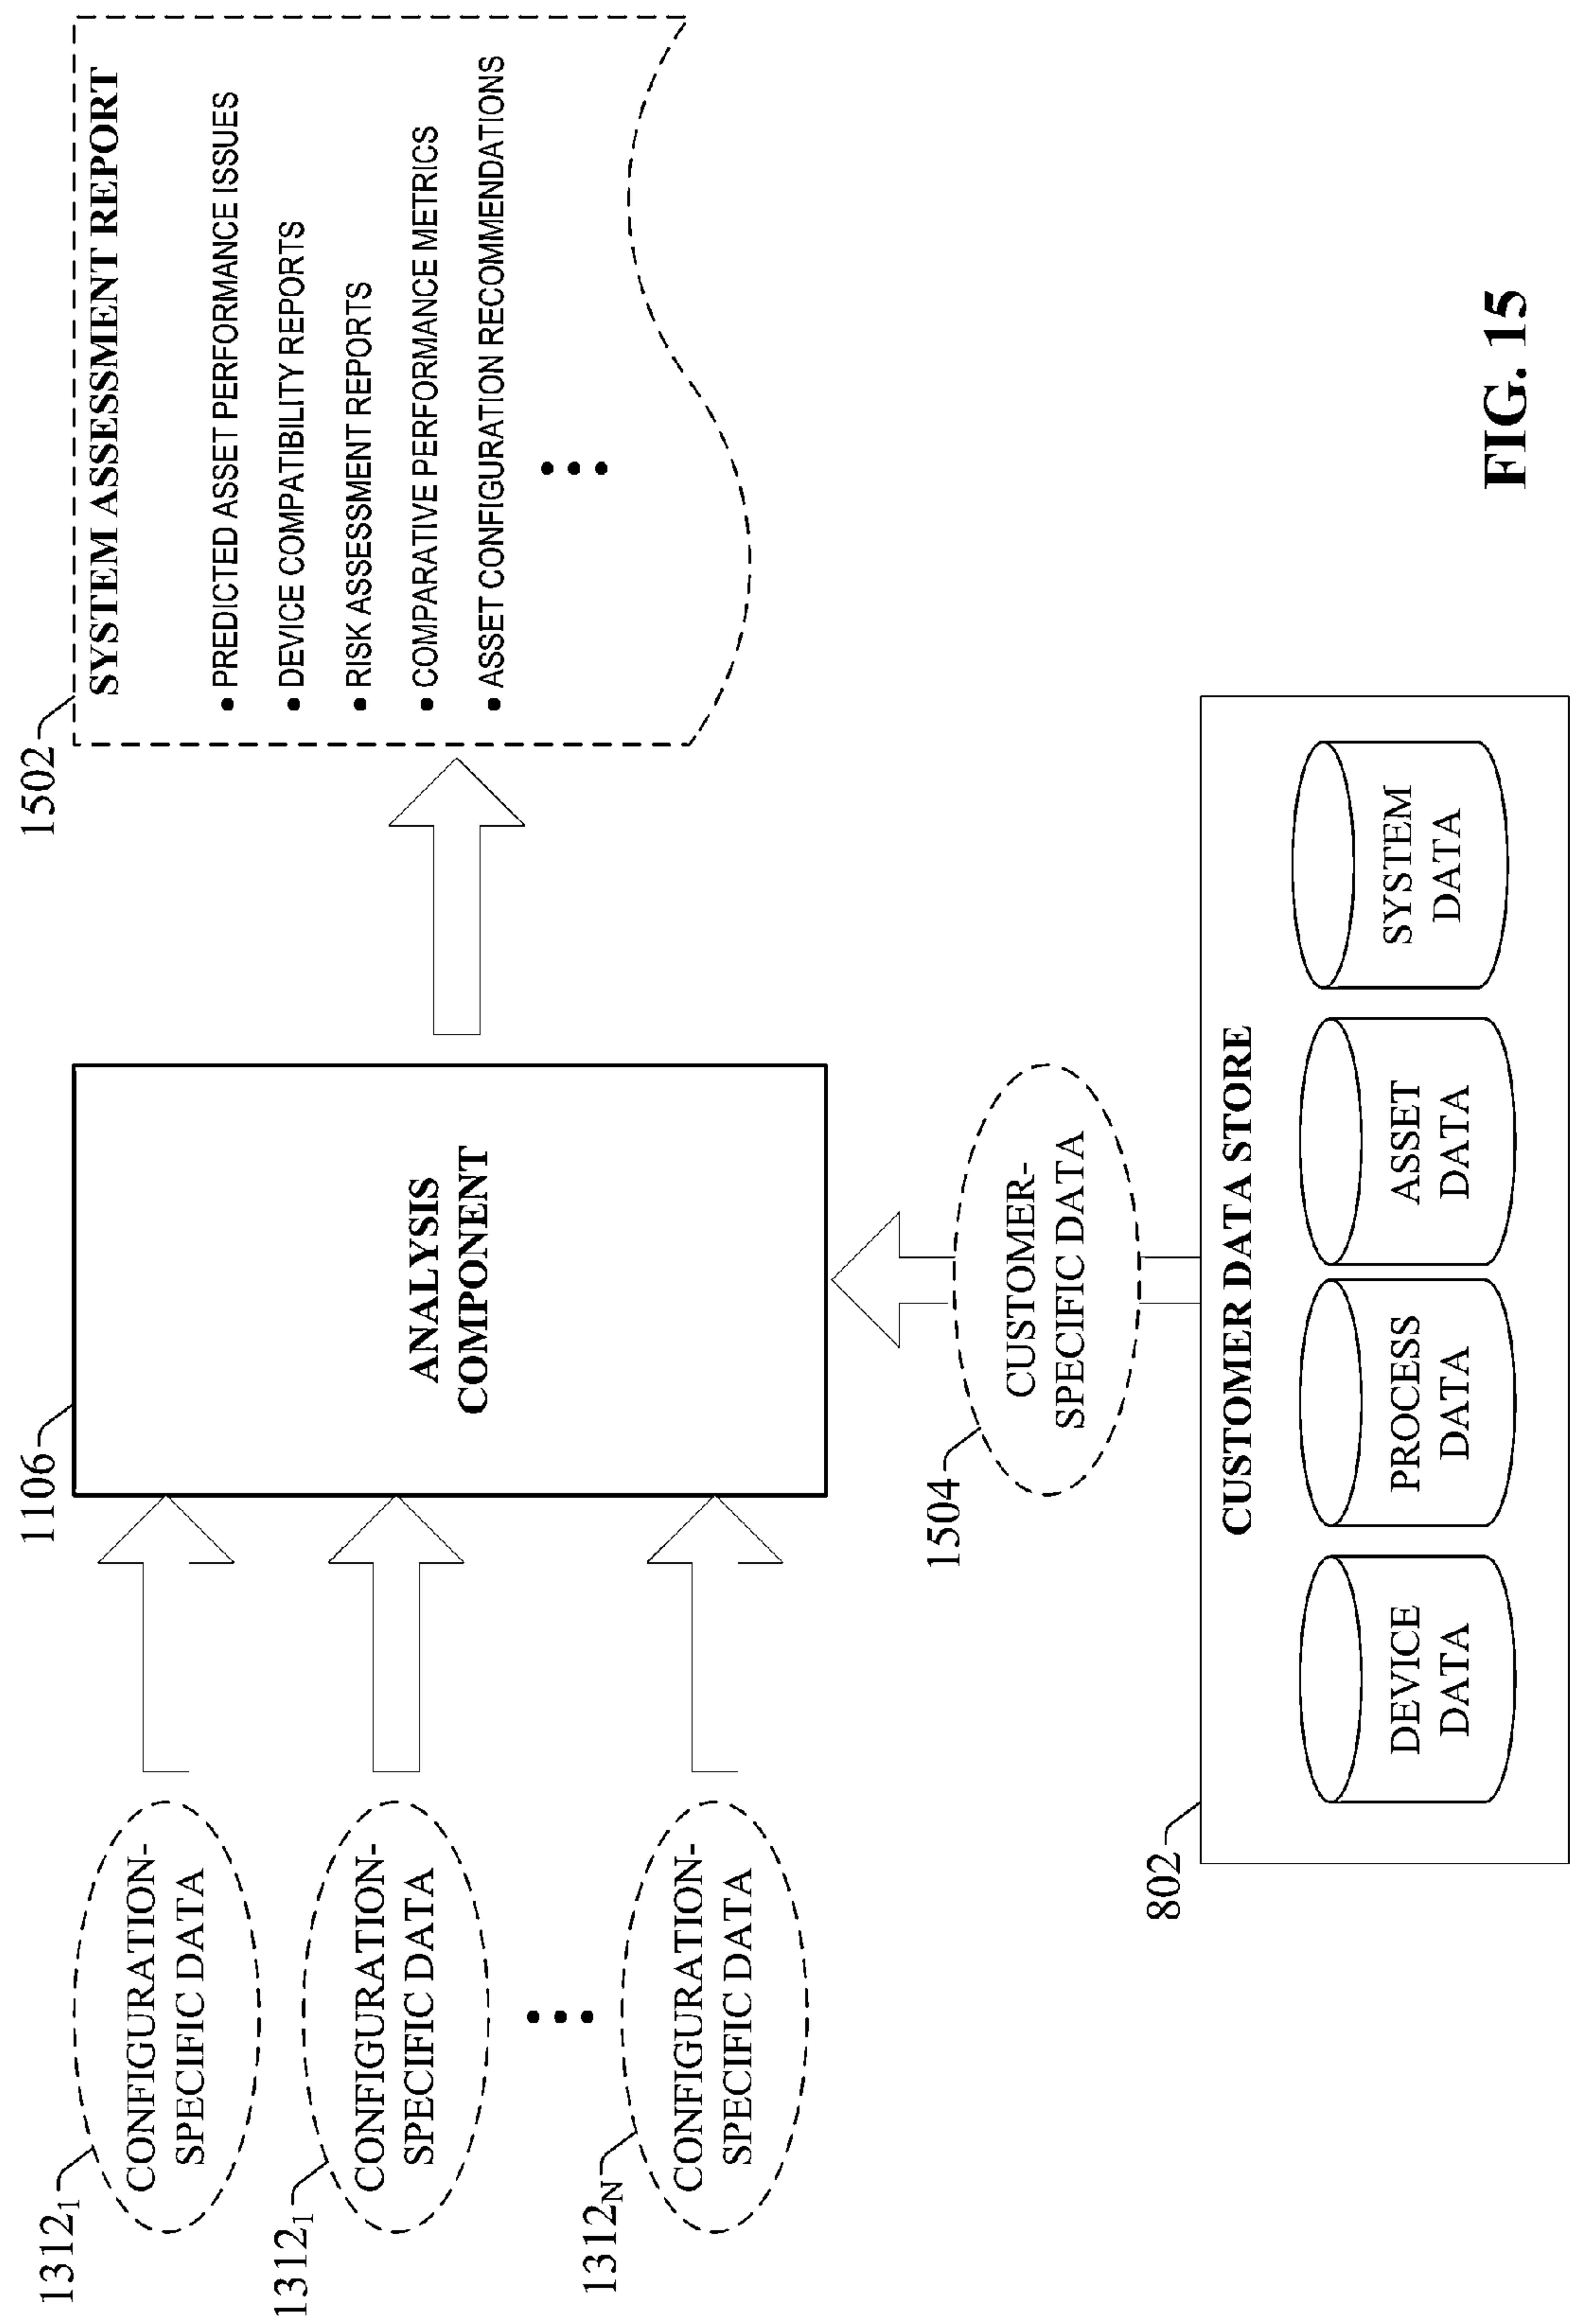 1312₁
CONFIGURATION-
SPECIFIC DATA
1312₁
CONFIGURATION-
SPECIFIC DATA
1312N
CONFIGURATION-
SPECIFIC DATA
1106
ANALYSIS
COMPONENT
1502
SYSTEM ASSESSMENT REPORT
• PREDICTED ASSET PERFORMANCE ISSUES
• DEVICE COMPATIBILITY REPORTS
• RISK ASSESSMENT REPORTS
• COMPARATIVE PERFORMANCE METRICS
• ASSET CONFIGURATION RECOMMENDATIONS
1504
CUSTOMER-
SPECIFIC DATA
802
CUSTOMER DATA STORE
DEVICE
DATA
PROCESS
DATA
ASSET
DATA
SYSTEM
DATA
FIG. 15